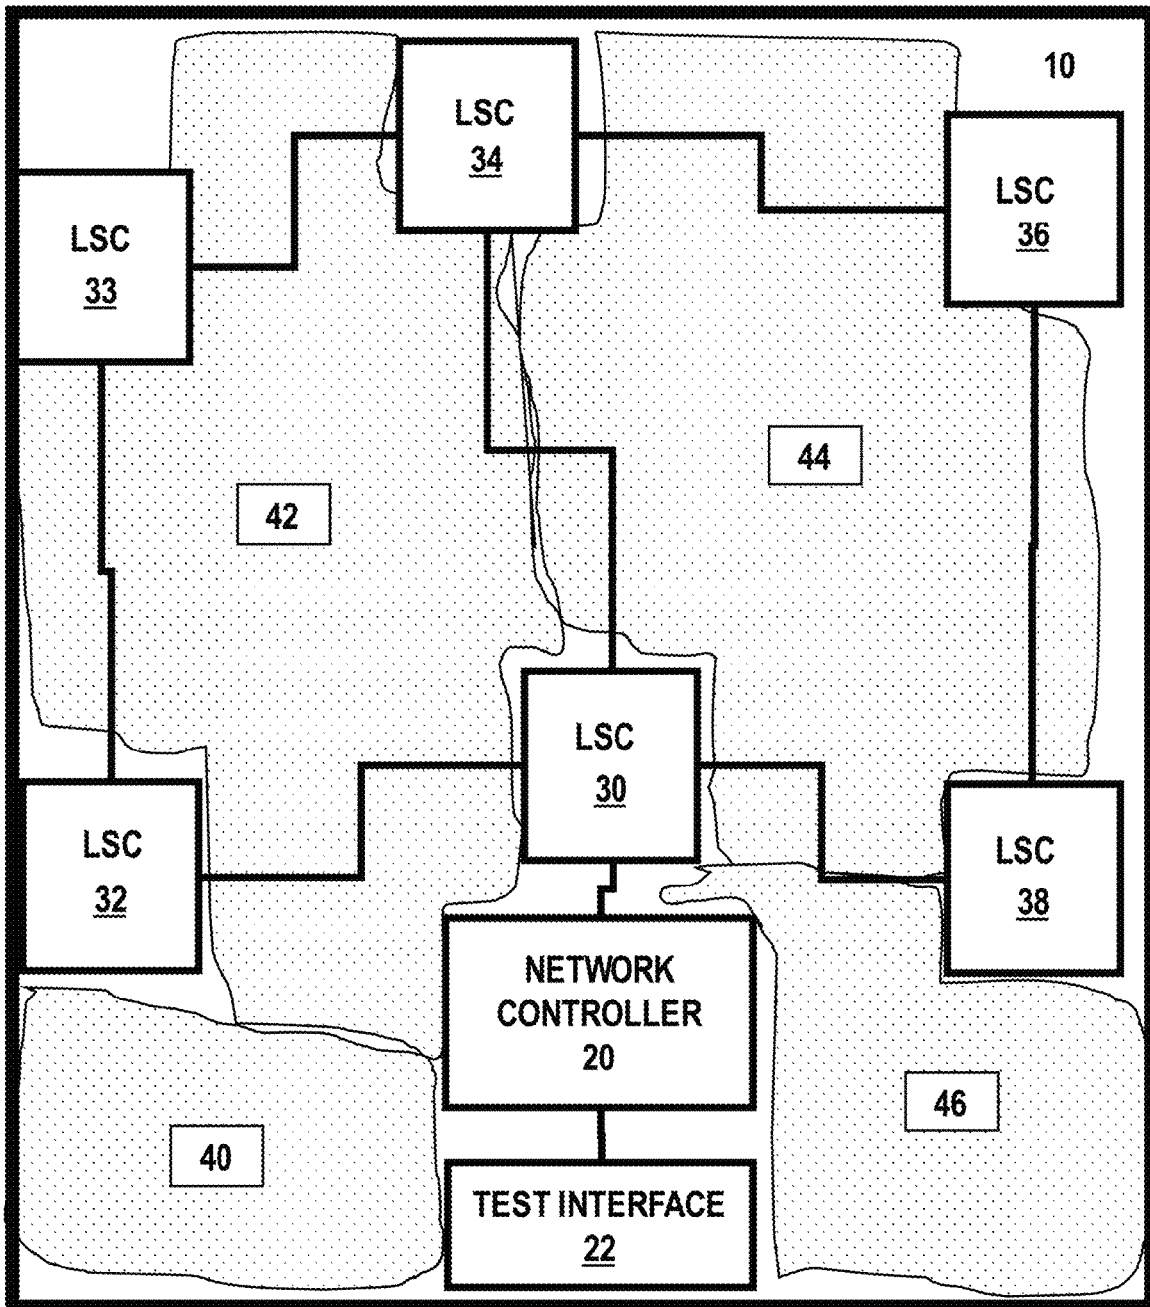 10
LSC
34
LSC
36
LSC
33
44
42
LSC
30
LSC
32
LSC
38
NETWORK
CONTROLLER
20
46
40
TEST INTERFACE
22